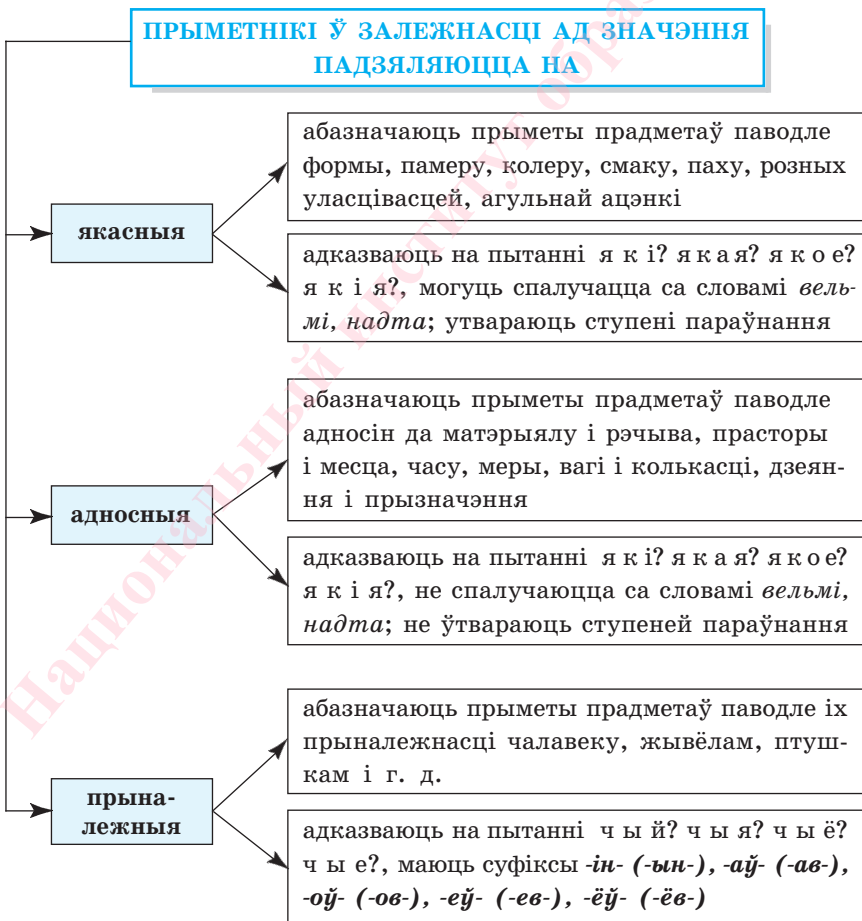 ПРЫМЕТНІКІ Ў ЗАЛЕЖНАСЦІ АД ЗНАЧЭННЯ
ПАДЗЯЛЯЮЦЦА НА
якасныя
абазначаюць прыметы прадметаў паводле
формы, памеру, колеру, смаку, паху, розных
уласцівасцей, агульнай ацэнкі
адказваюць на пытанні я к і? я к а я? я к о е?
я к і я?, могуць спалучацца са словамі вель-
мі, надта; утвараюць ступені параўнання
адносныя
абазначаюць прыметы прадметаў паводле
адносін да матэрыялу і рэчыва, прасторы
і месца, часу, меры, вагі і колькасці, дзеян-
ня і прызначэння
адказваюць на пытанні я к і? я к а я? я к о е?
я к і я?, не спалучаюцца са словамі вельмі,
надта; не ўтвараюць ступеней параўнання
прына-
лежныя
абазначаюць прыметы прадметаў паводле іх
прыналежнасці чалавеку, жывёлам, птуш-
кам і г. д.
адказваюць на пытанні ч ы й? ч ы я? ч ы ё?
ч ы е?, маюць суфіксы -ін- (-ын-), -аў- (-ав-),
-оў- (-ов-), -еў- (-ев-), -ёў- (-ёв-)
Национальный институт образ